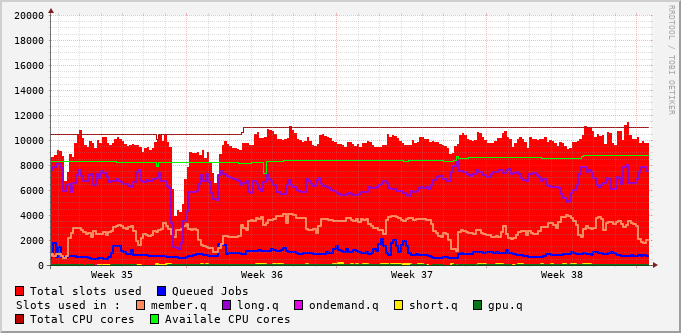 20000
18000
16000
14000
12000
10000
8000
6000
4000
2000
0
Week 35 Week 36 Week 37 Week 38
RRDTOOL / TOBI OETIKER
Total slots used Queued Jobs
Slots used in : member.q long.q ondemand.q short.q gpu.q
Total CPU cores Availale CPU cores